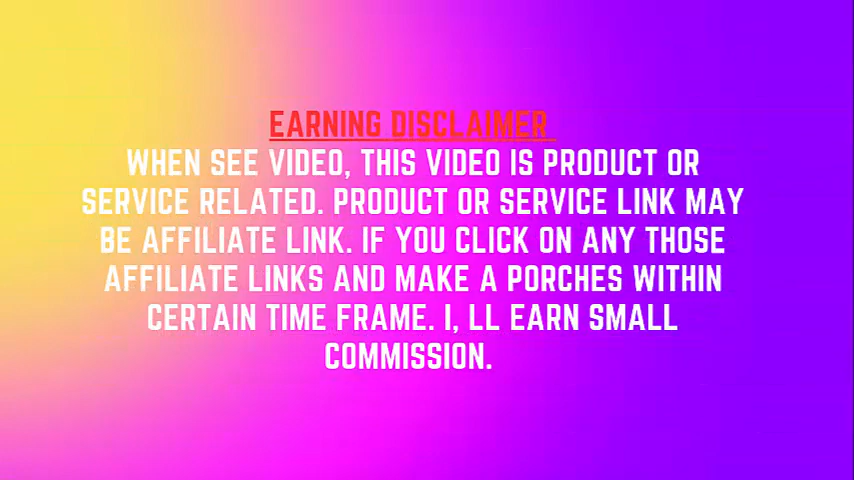 EARNING DISCLAIMER
WHEN SEE VIDEO, THIS VIDEO IS PRODUCT OR
SERVICE RELATED. PRODUCT OR SERVICE LINK MAY
BE AFFILIATE LINK. IF YOU CLICK ON ANY THOSE
AFFILIATE LINKS AND MAKE A PORCHES WITHIN
CERTAIN TIME FRAME. I, LL EARN SMALL
COMMISSION.